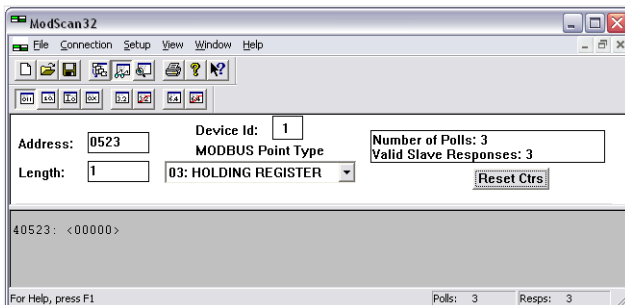 ModScan32
File Connection Setup View Window Help
Device Id: 1
Address: 0523
MODBUS Point Type
Number of Polls: 3
Valid Slave Responses: 3
Length: 1
03: HOLDING REGISTER
Reset Ctrs
40523: <00000>
For Help, press F1
Polls: 3
Resps: 3